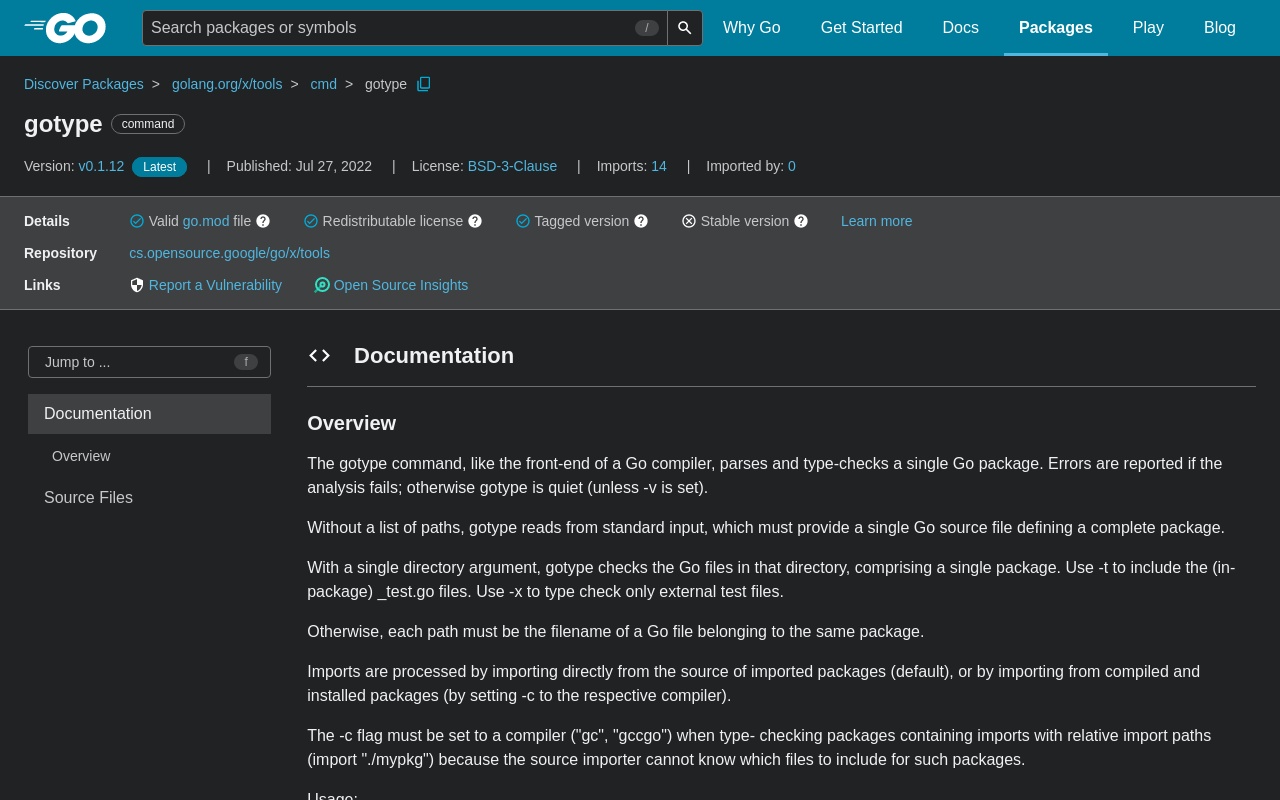 GO
Search packages or symbols /
Why Go Get Started Docs Packages Play Blog
Discover Packages > golang.org/x/tools > cmd > gotype
gotype command
Version: v0.1.12 Latest | Published: Jul 27, 2022 | License: BSD-3-Clause | Imports: 14 | Imported by: 0
Details Valid go.mod file Redistributable license Tagged version Stable version Learn more
Repository cs.opensource.google/go/x/tools
Links Report a Vulnerability Open Source Insights
Jump to ... f
Documentation
Overview
Source Files
Documentation
Overview
The gotype command, like the front-end of a Go compiler, parses and type-checks a single Go package. Errors are reported if the
analysis fails; otherwise gotype is quiet (unless -v is set).
Without a list of paths, gotype reads from standard input, which must provide a single Go source file defining a complete package.
With a single directory argument, gotype checks the Go files in that directory, comprising a single package. Use -t to include the (in-
package) _test.go files. Use -x to type check only external test files.
Otherwise, each path must be the filename of a Go file belonging to the same package.
Imports are processed by importing directly from the source of imported packages (default), or by importing from compiled and
installed packages (by setting -c to the respective compiler).
The -c flag must be set to a compiler ("gc", "gccgo") when type- checking packages containing imports with relative import paths
(import "./mypkg") because the source importer cannot know which files to include for such packages.
Usage: